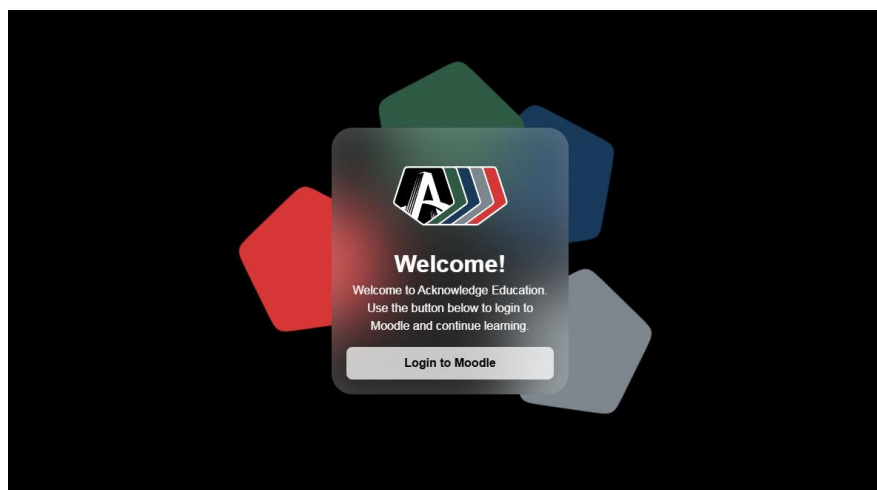 A
Welcome!
Welcome to Acknowledge Education.
Use the button below to login to
Moodle and continue learning.
Login to Moodle